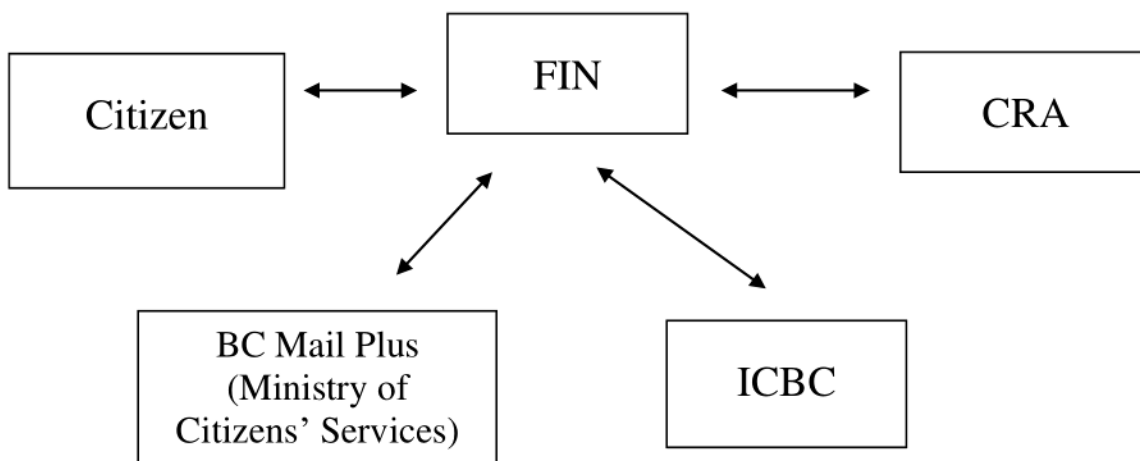 Citizen
FIN
CRA
BC Mail Plus
(Ministry of
Citizens’ Services)
ICBC